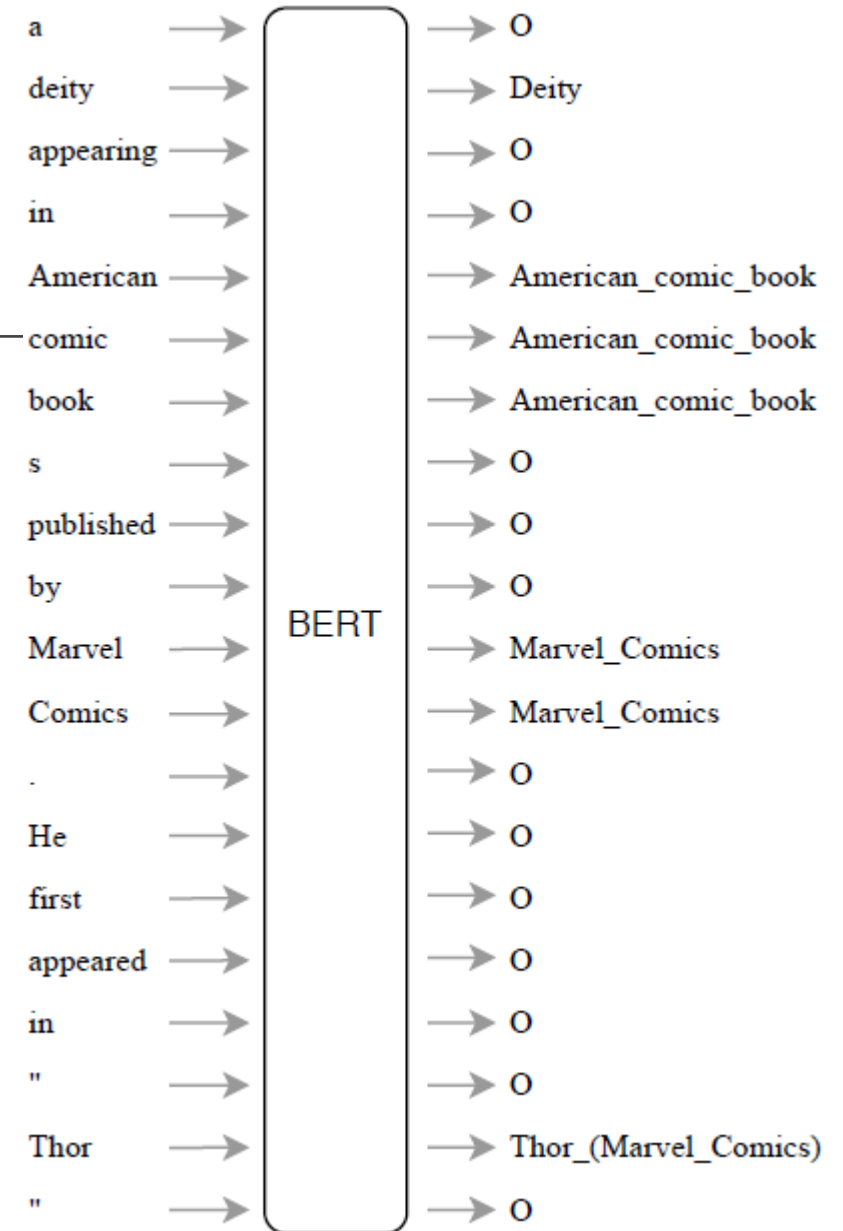 a O
deity Deity
appearing O
in O
American American_comic_book
comic American_comic_book
book American_comic_book
s O
published O
by O
BERT
Marvel Marvel_Comics
Comics Marvel_Comics
. O
He O
first O
appeared O
in O
" O
Thor Thor_(Marvel_Comics)
" O